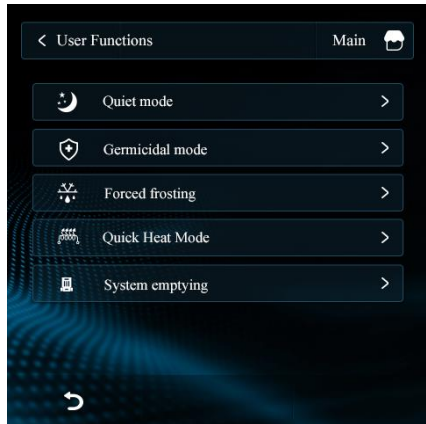 User Functions Main
Quiet mode
Germicidal mode
Forced frosting
Quick Heat Mode
System emptying